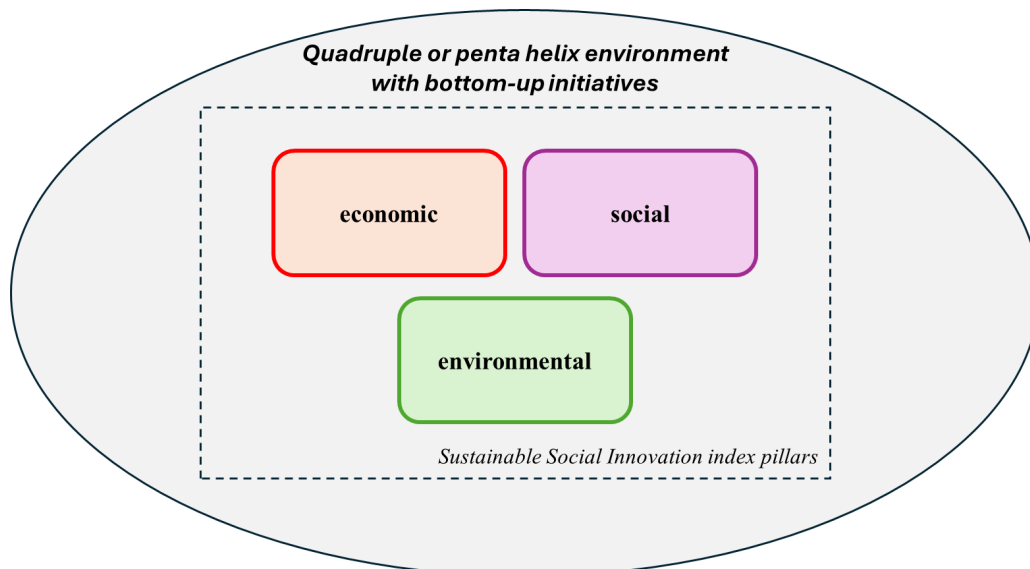 Quadruple or penta helix environment
with bottom-up initiatives
economic
social
environmental
Sustainable Social Innovation index pillars